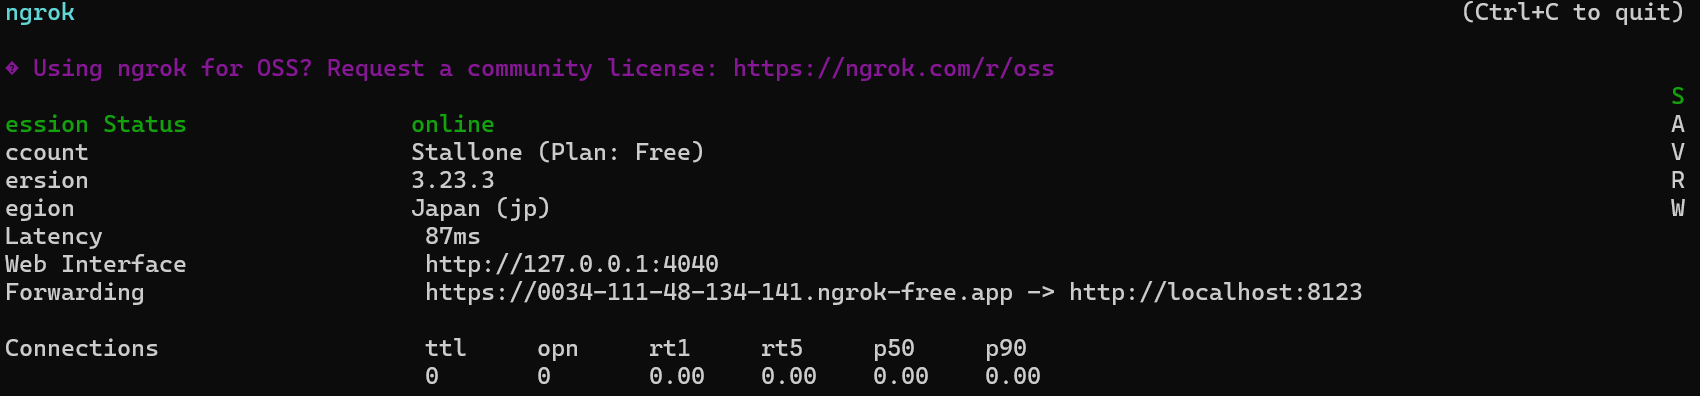 ngrok (Ctrl+C to quit)
� Using ngrok for OSS? Request a community license: https://ngrok.com/r/oss
S
ession Status online A
ccount Stallone (Plan: Free) V
ersion 3.23.3 R
egion Japan (jp) W
Latency 87ms
Web Interface http://127.0.0.1:4040
Forwarding https://0034-111-48-134-141.ngrok-free.app -> http://localhost:8123
Connections ttl opn rt1 rt5 p50 p90
0 0 0.00 0.00 0.00 0.00